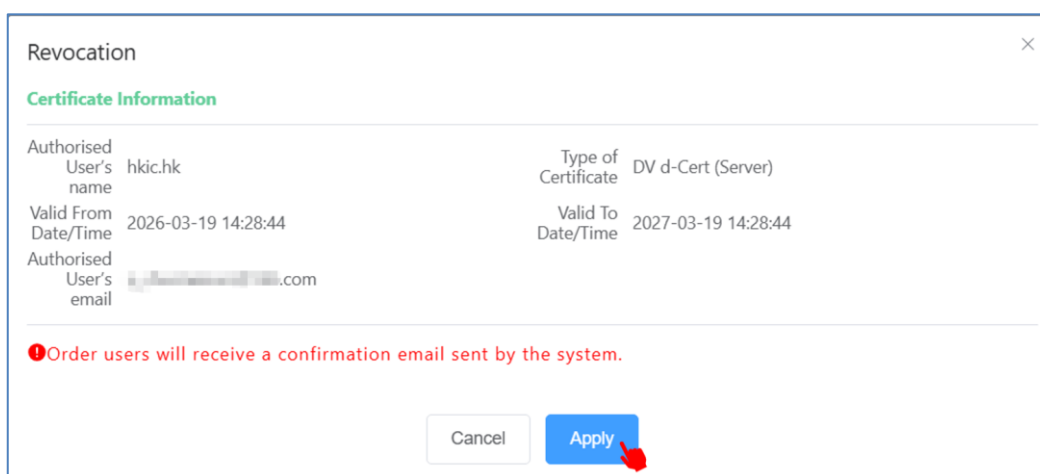 Revocation
Certificate Information
Authorised User's name hkic.hk
Type of Certificate DV d-Cert (Server)
Valid From Date/Time 2026-03-19 14:28:44
Valid To Date/Time 2027-03-19 14:28:44
Authorised User's email .com
Order users will receive a confirmation email sent by the system.
Cancel
Apply